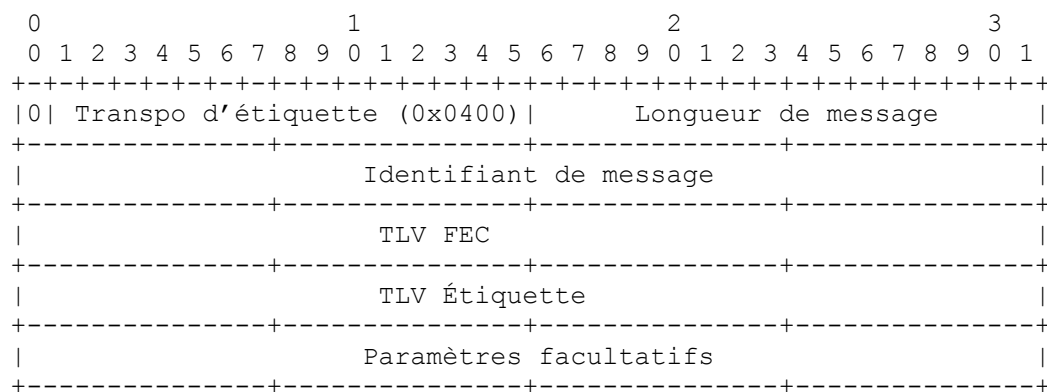 0                   1                   2                   3
 0 1 2 3 4 5 6 7 8 9 0 1 2 3 4 5 6 7 8 9 0 1 2 3 4 5 6 7 8 9 0 1
+-+-+-+-+-+-+-+-+-+-+-+-+-+-+-+-+-+-+-+-+-+-+-+-+-+-+-+-+-+-+-+-+
|0| Transpo d’étiquette (0x0400)|      Longueur de message      |
+---------------+---------------+---------------+---------------+
|                     Identifiant de message                    |
+---------------+---------------+---------------+---------------+
|                      TLV FEC                                  |
+---------------+---------------+---------------+---------------+
|                      TLV Étiquette                            |
+---------------+---------------+---------------+---------------+
|                     Paramètres facultatifs                    |
+---------------+---------------+---------------+---------------+